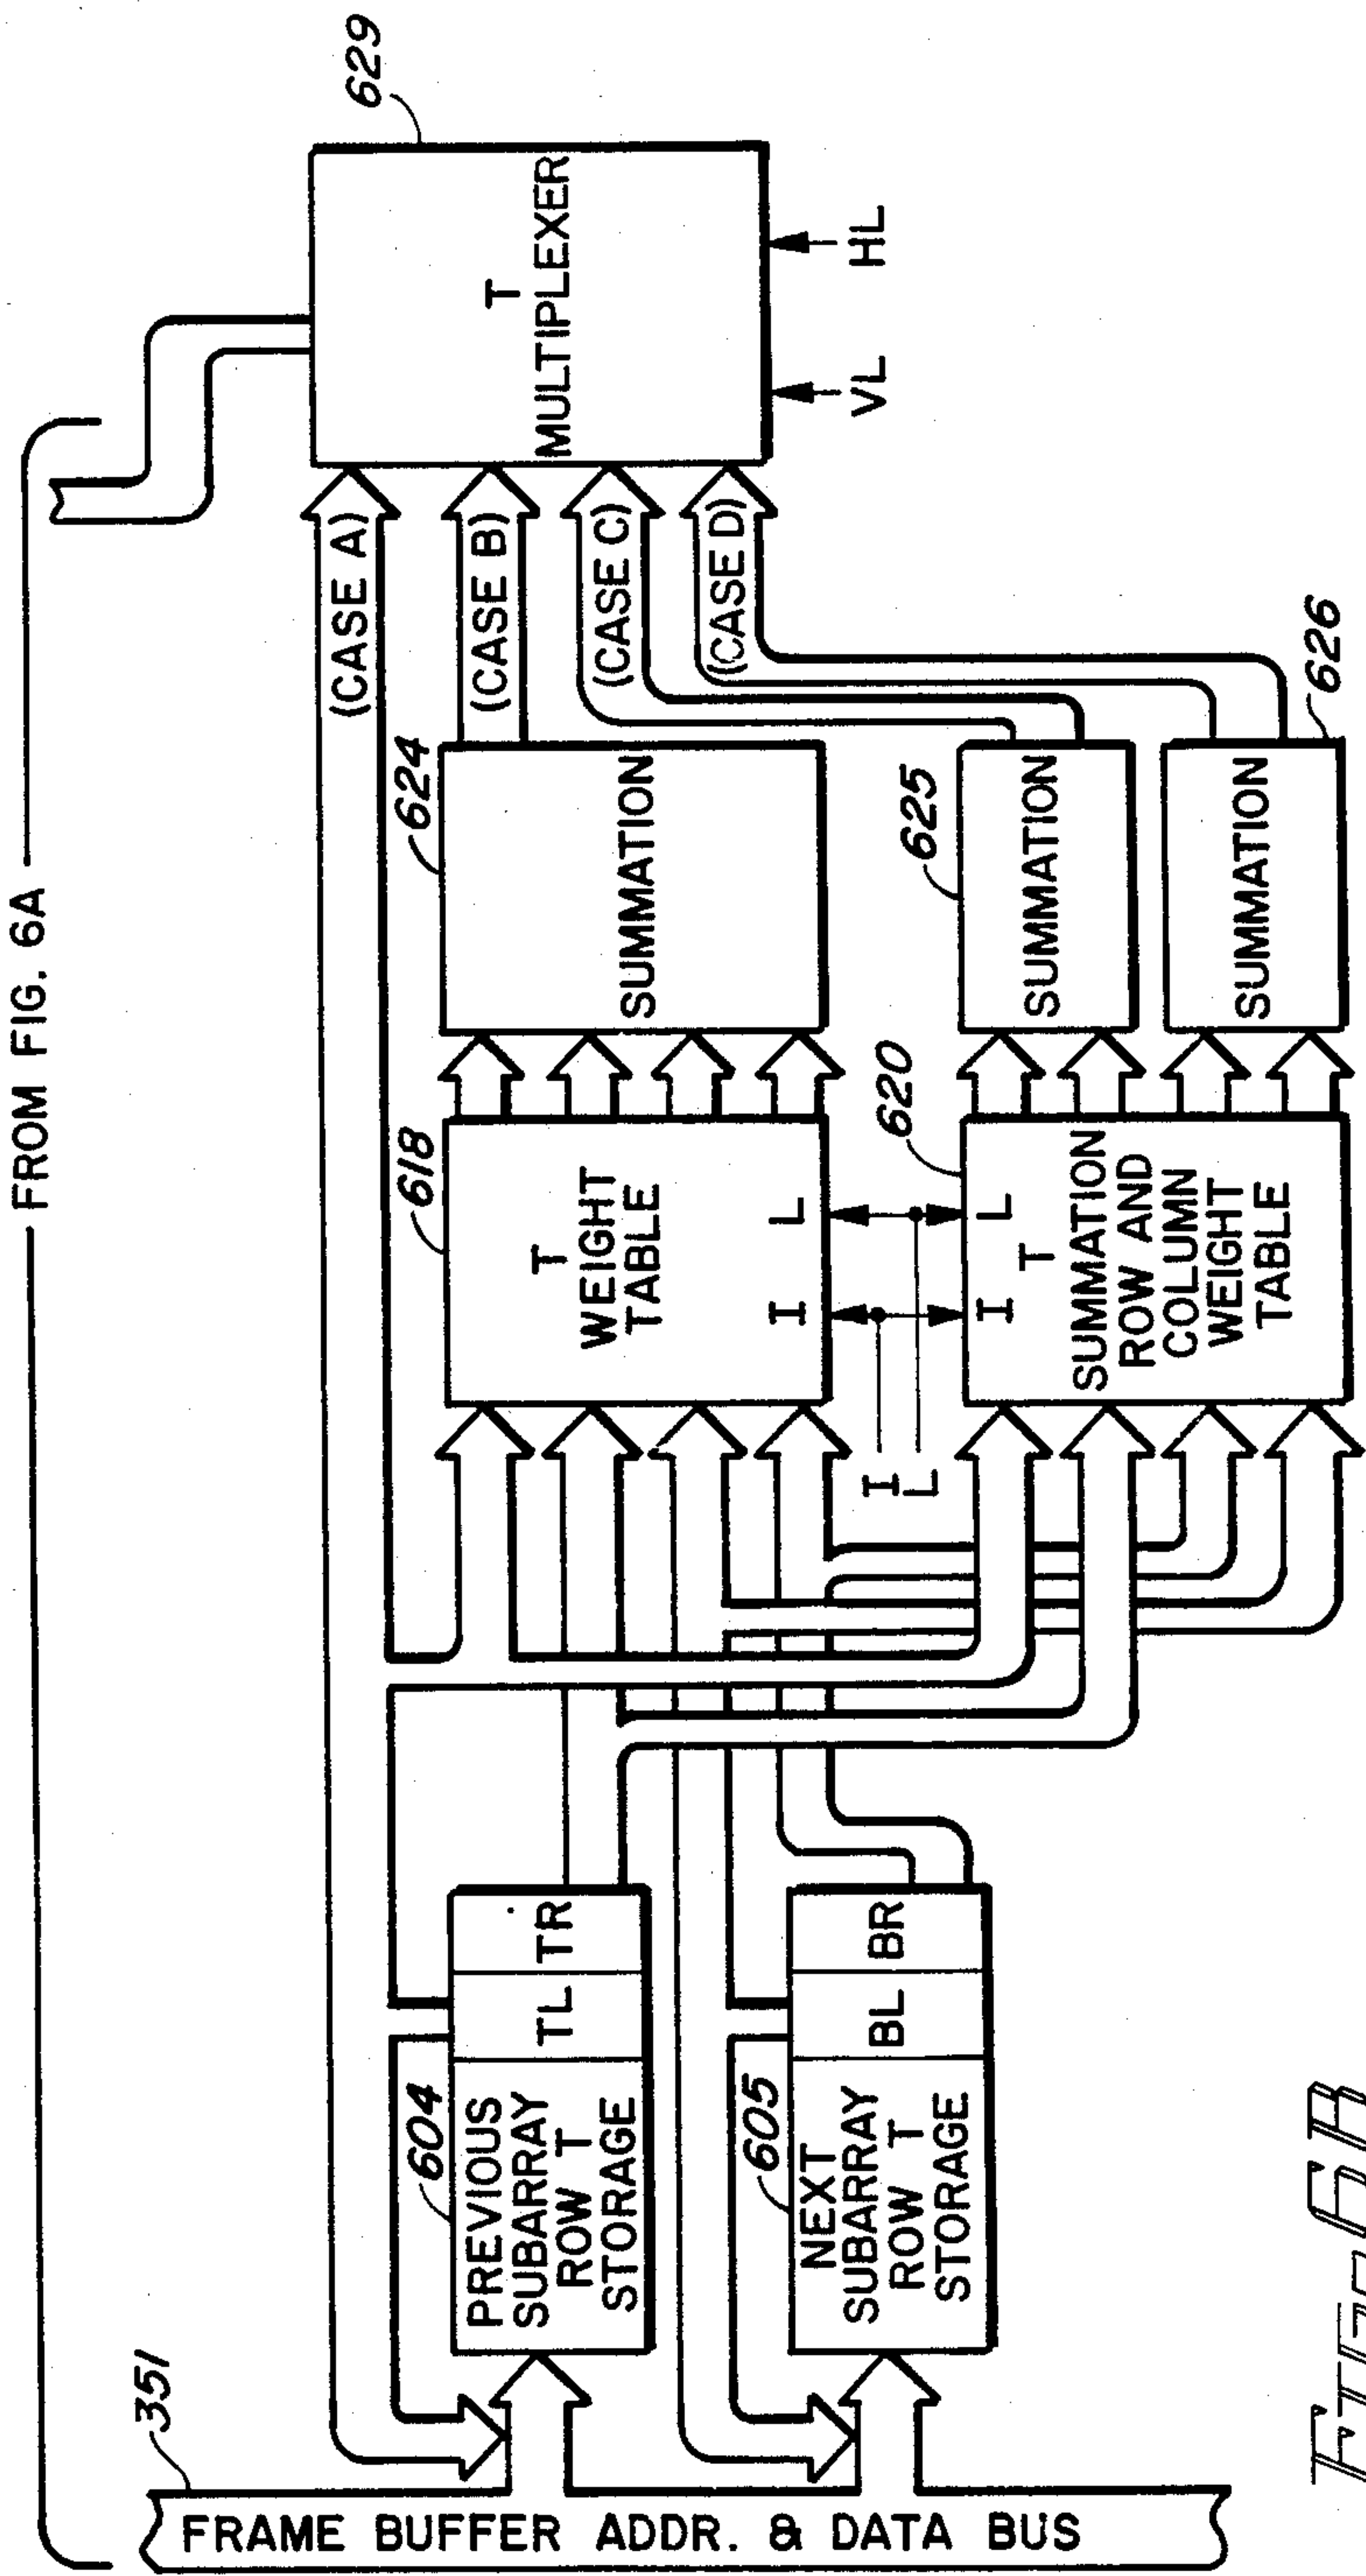 FROM FIG. 6A
351
FRAME BUFFER ADDR. & DATA BUS
604
PREVIOUS
SUBARRAY
ROW T
STORAGE
TL
TR
605
NEXT
SUBARRAY
ROW T
STORAGE
BL
BR
618
T
WEIGHT
TABLE
I
L
I
L
620
I
T
L
SUMMATION
ROW AND
COLUMN
WEIGHT
TABLE
624
SUMMATION
625
SUMMATION
626
SUMMATION
(CASE A)
(CASE B)
(CASE C)
(CASE D)
629
T
MULTIPLEXER
VL
HL